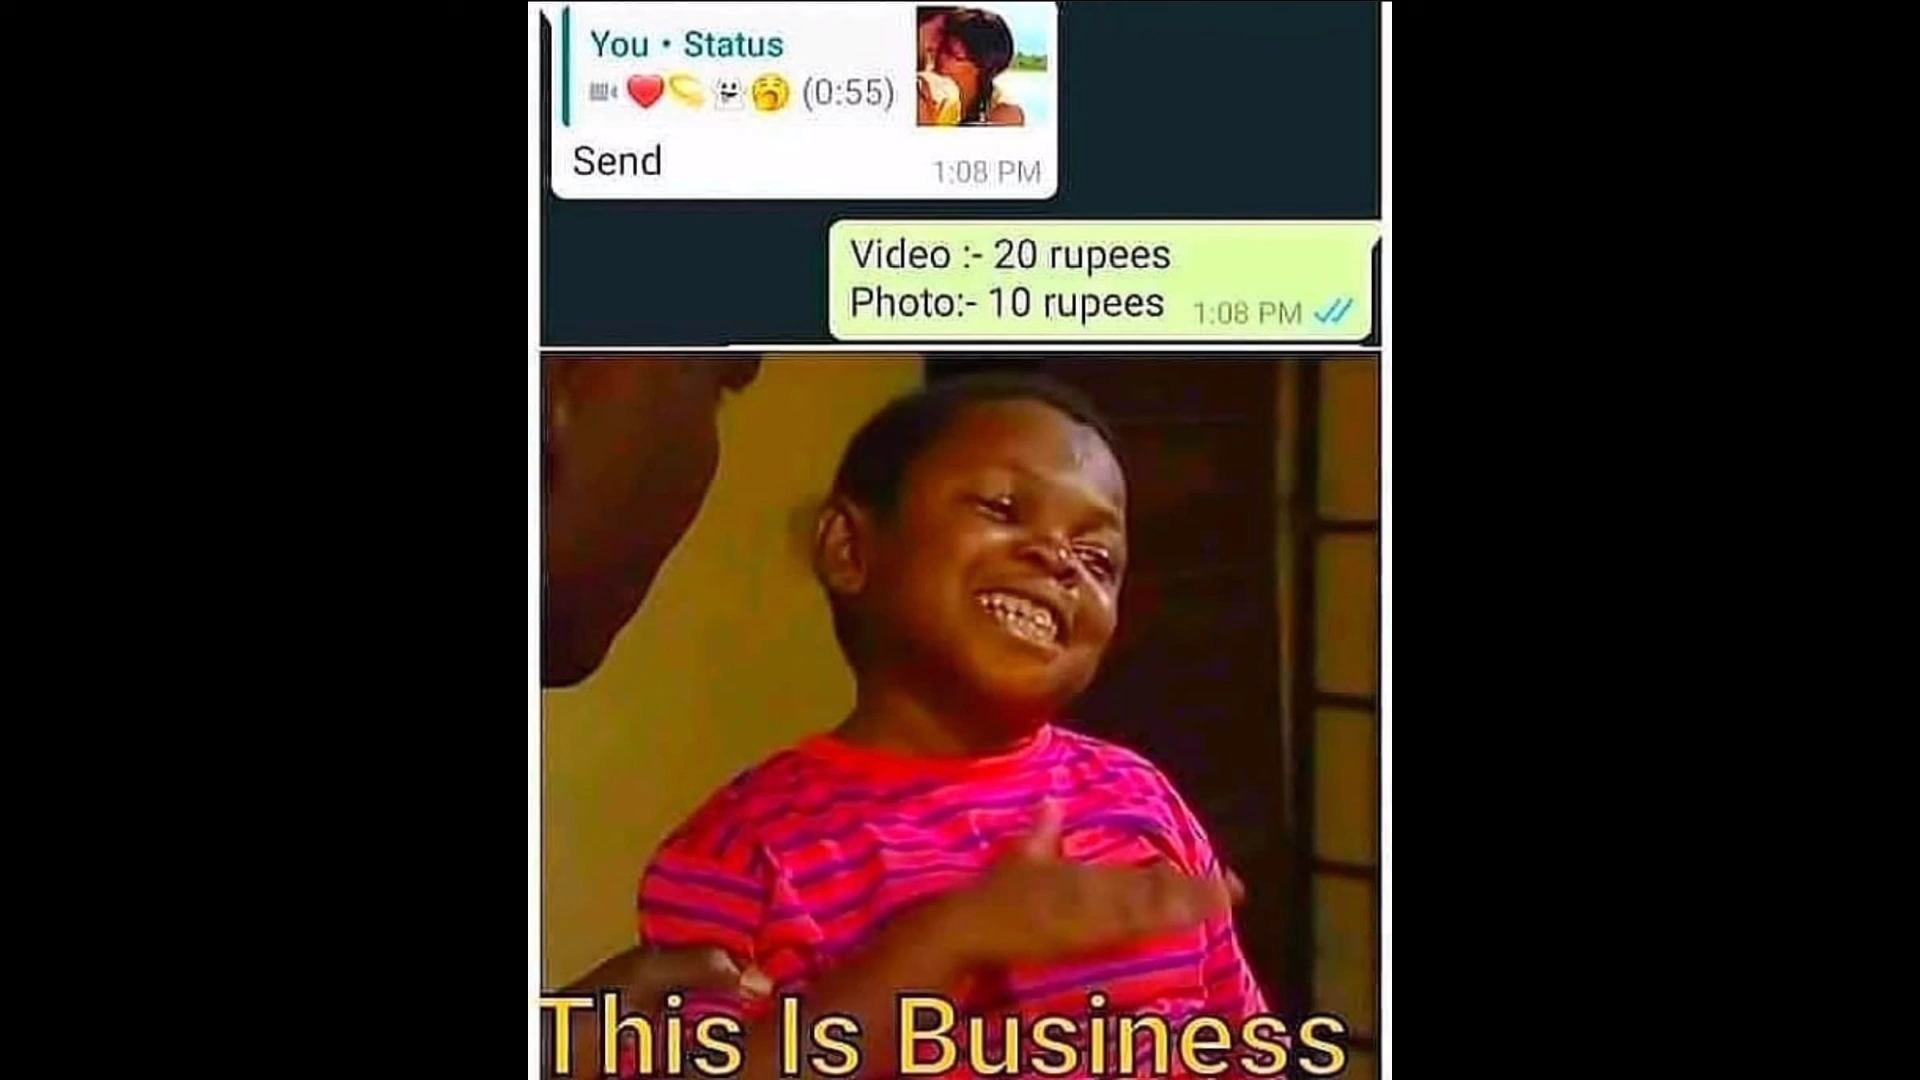 You • Status
❤️💫👻🥱 (0:55)
Send
1:08 PM
Video :- 20 rupees
Photo:- 10 rupees 1:08 PM
This Is Business